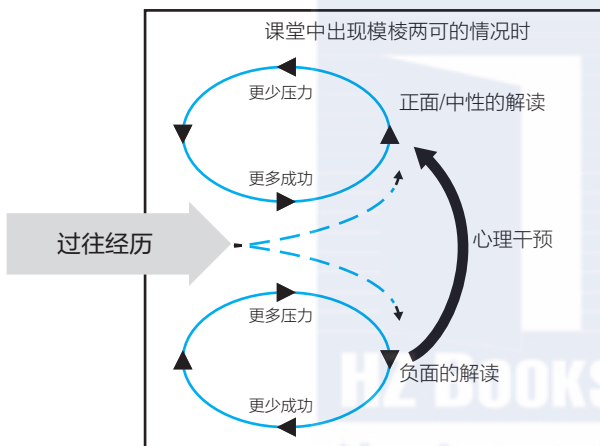 课堂中出现模棱两可的情况时
更少压力
正面/中性的解读
更多成功
过往经历
心理干预
更多压力
负面的解读
更少成功
HZ BOOKS